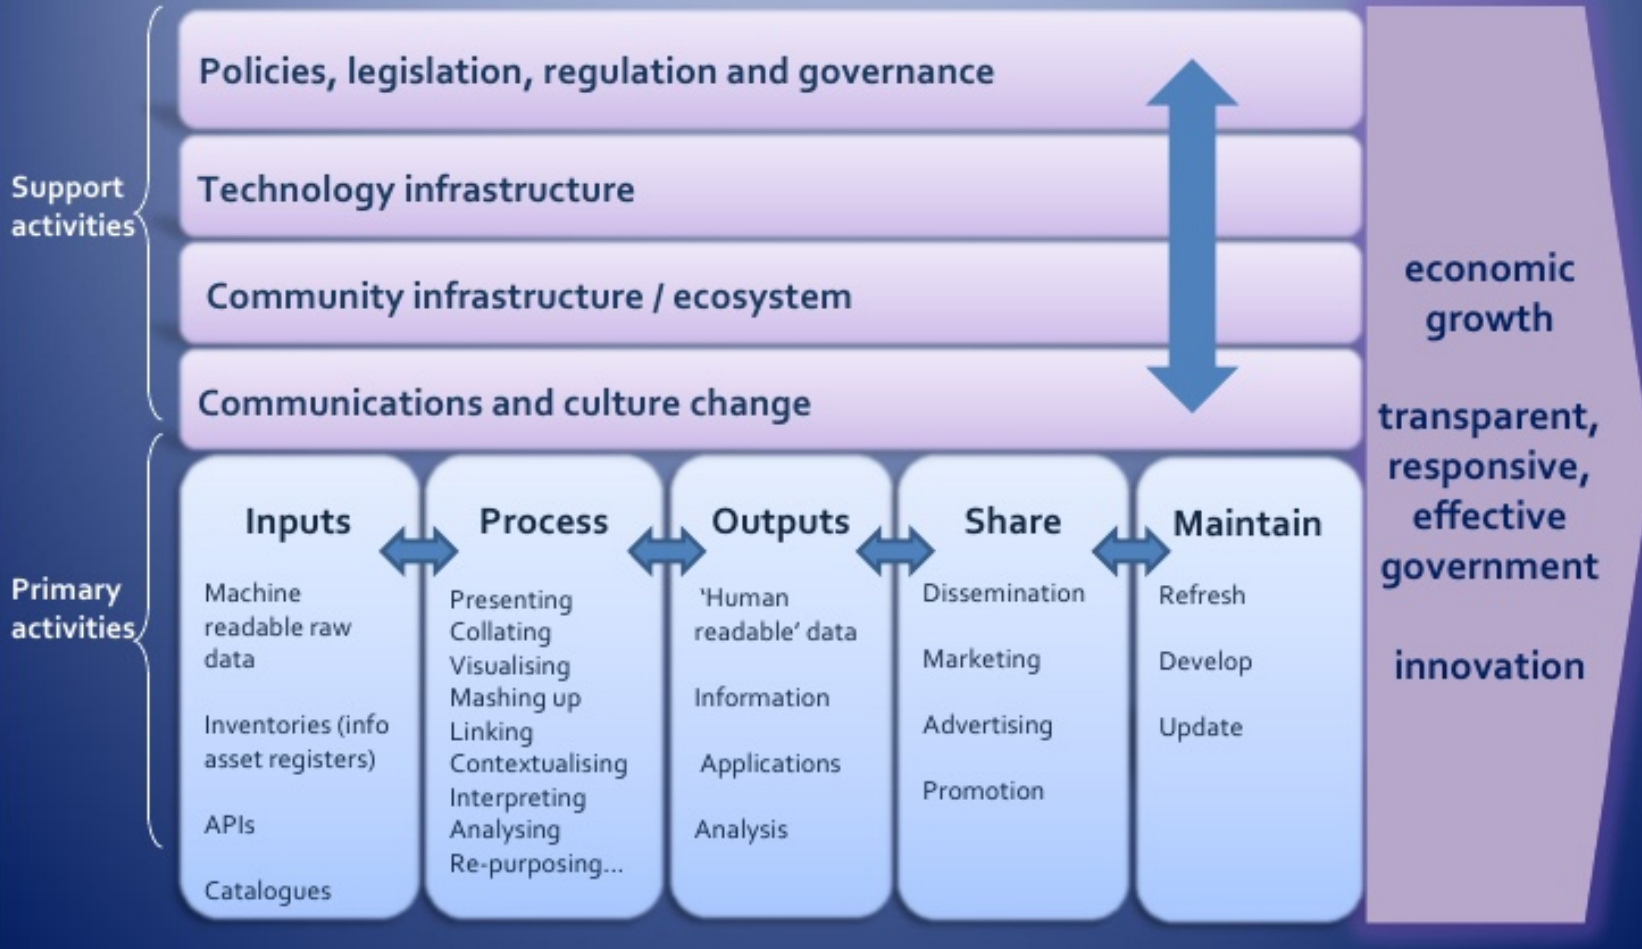 Support
activities
Policies, legislation, regulation and governance
Technology infrastructure
Community infrastructure / ecosystem
Communications and culture change
Primary
activities
Inputs
Machine
readable raw
data
Inventories (info
asset registers)
APIs
Catalogues
Process
Presenting
Collating
Visualising
Mashing up
Linking
Contextualising
Interpreting
Analysing
Re-purposing...
Outputs
‘Human
readable’ data
Information
Applications
Analysis
Share
Dissemination
Marketing
Advertising
Promotion
Maintain
Refresh
Develop
Update
economic
growth
transparent,
responsive,
effective
government
innovation